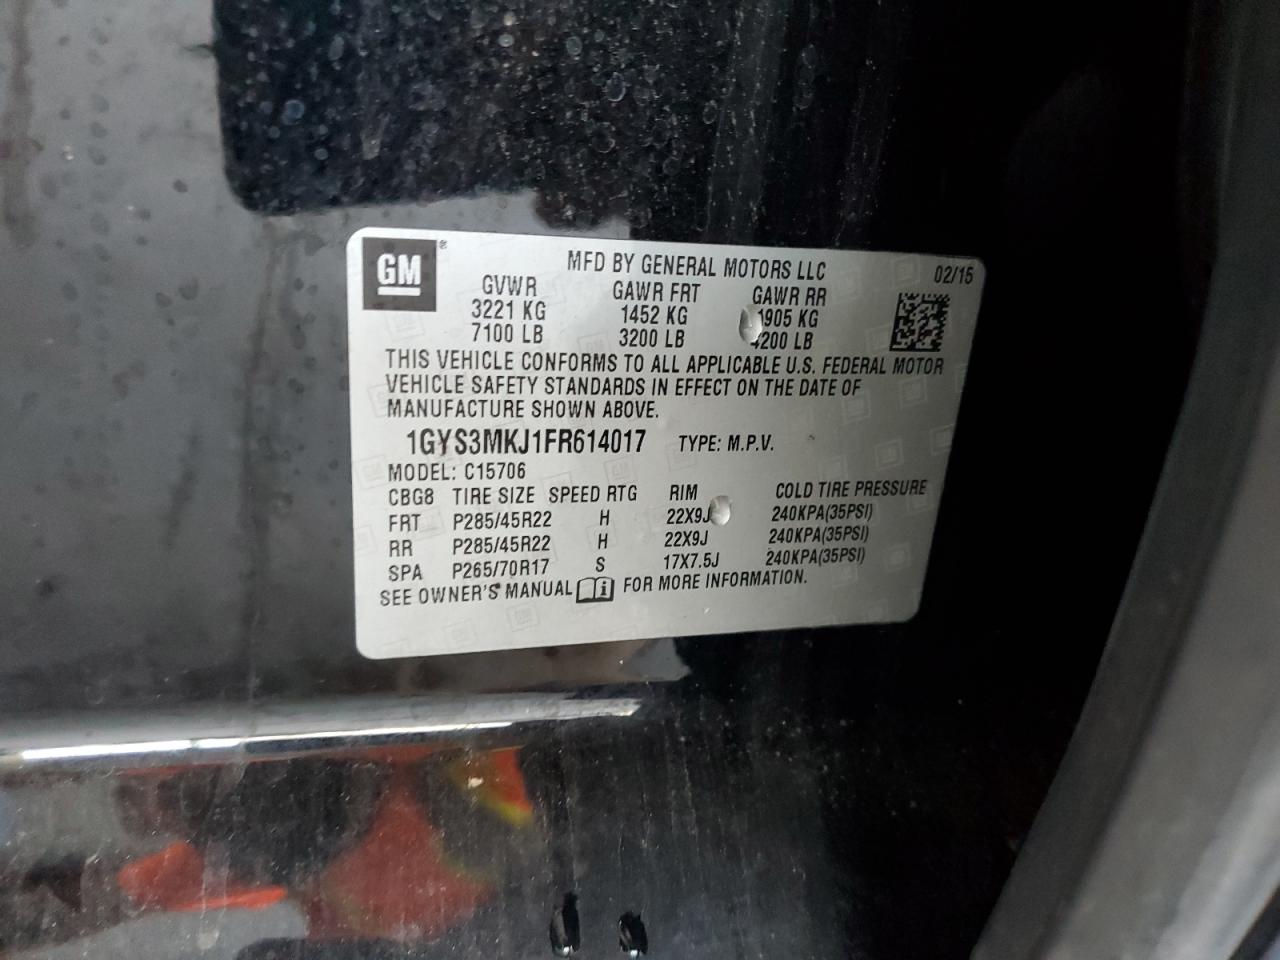 GM®
MFD BY GENERAL MOTORS LLC 02/15
GVWR GAWR FRT GAWR RR
3221 KG 1452 KG 1905 KG
7100 LB 3200 LB 4200 LB
THIS VEHICLE CONFORMS TO ALL APPLICABLE U.S. FEDERAL MOTOR
VEHICLE SAFETY STANDARDS IN EFFECT ON THE DATE OF
MANUFACTURE SHOWN ABOVE.
1GYS3MKJ1FR614017 TYPE: M.P.V.
MODEL: C15706
CBG8 TIRE SIZE SPEED RTG RIM COLD TIRE PRESSURE
FRT P285/45R22 H 22X9J 240KPA(35PSI)
RR P285/45R22 H 22X9J 240KPA(35PSI)
SPA P265/70R17 S 17X7.5J 240KPA(35PSI)
SEE OWNER'S MANUAL FOR MORE INFORMATION.